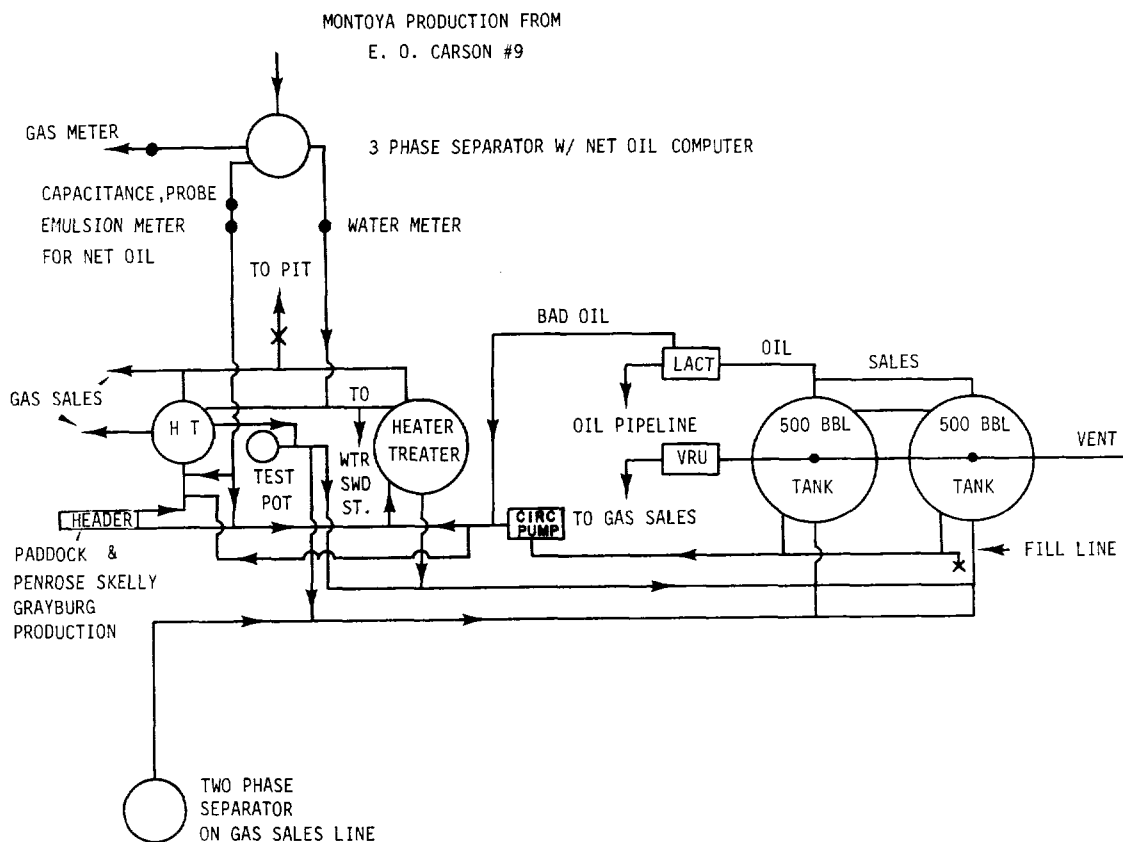 MONTOYA PRODUCTION FROM
E. O. CARSON #9
GAS METER
3 PHASE SEPARATOR W/ NET OIL COMPUTER
CAPACITANCE, PROBE
EMULSION METER
FOR NET OIL
WATER METER
TO PIT
BAD OIL
LACT
OIL
SALES
GAS SALES
TO
H T
HEATER
TREATER
OIL PIPELINE
500 BBL
TANK
500 BBL
TANK
VENT
VRU
TEST
POT
WTR
SWD
ST.
HEADER
CIRC
PUMP
TO GAS SALES
FILL LINE
PADDOCK &
PENROSE SKELLY
GRAYBURG
PRODUCTION
TWO PHASE
SEPARATOR
ON GAS SALES LINE